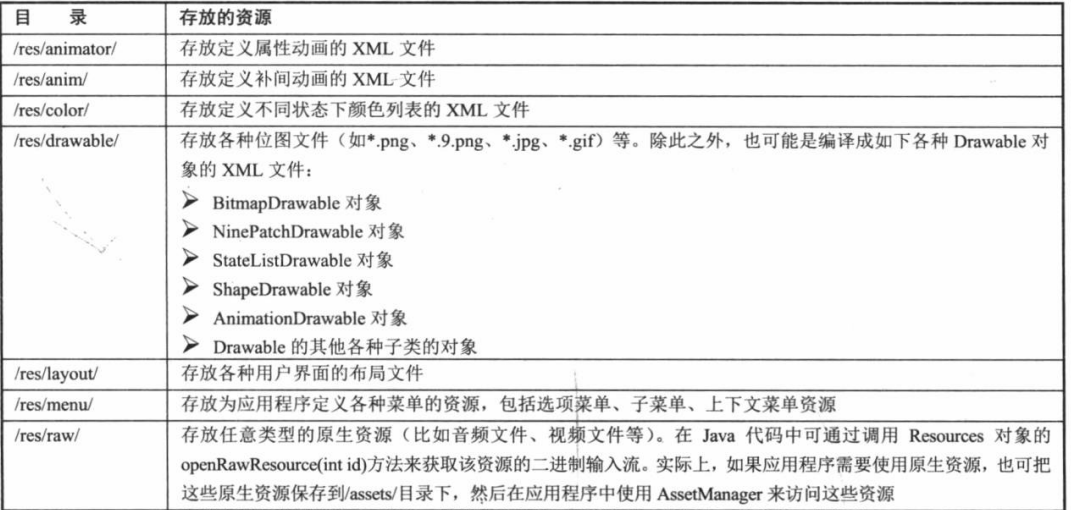 目 录 存放的资源
/res/animator/ 存放定义属性动画的 XML 文件
/res/anim/ 存放定义补间动画的 XML 文件
/res/color/ 存放定义不同状态下颜色列表的 XML 文件
/res/drawable/ 存放各种位图文件（如*.png、*.9.png、*.jpg、*.gif）等。除此之外，也可能是编译成如下各种 Drawable 对
象的 XML 文件：
➢ BitmapDrawable 对象
➢ NinePatchDrawable 对象
➢ StateListDrawable 对象
➢ ShapeDrawable 对象
➢ AnimationDrawable 对象
➢ Drawable 的其他各种子类的对象
/res/layout/ 存放各种用户界面的布局文件
/res/menu/ 存放为应用程序定义各种菜单的资源，包括选项菜单、子菜单、上下文菜单资源
/res/raw/ 存放任意类型的原生资源（比如音频文件、视频文件等）。在 Java 代码中可通过调用 Resources 对象的
openRawResource(int id)方法来获取该资源的二进制输入流。实际上，如果应用程序需要使用原生资源，也可把
这些原生资源保存到/assets/目录下，然后在应用程序中使用 AssetManager 来访问这些资源